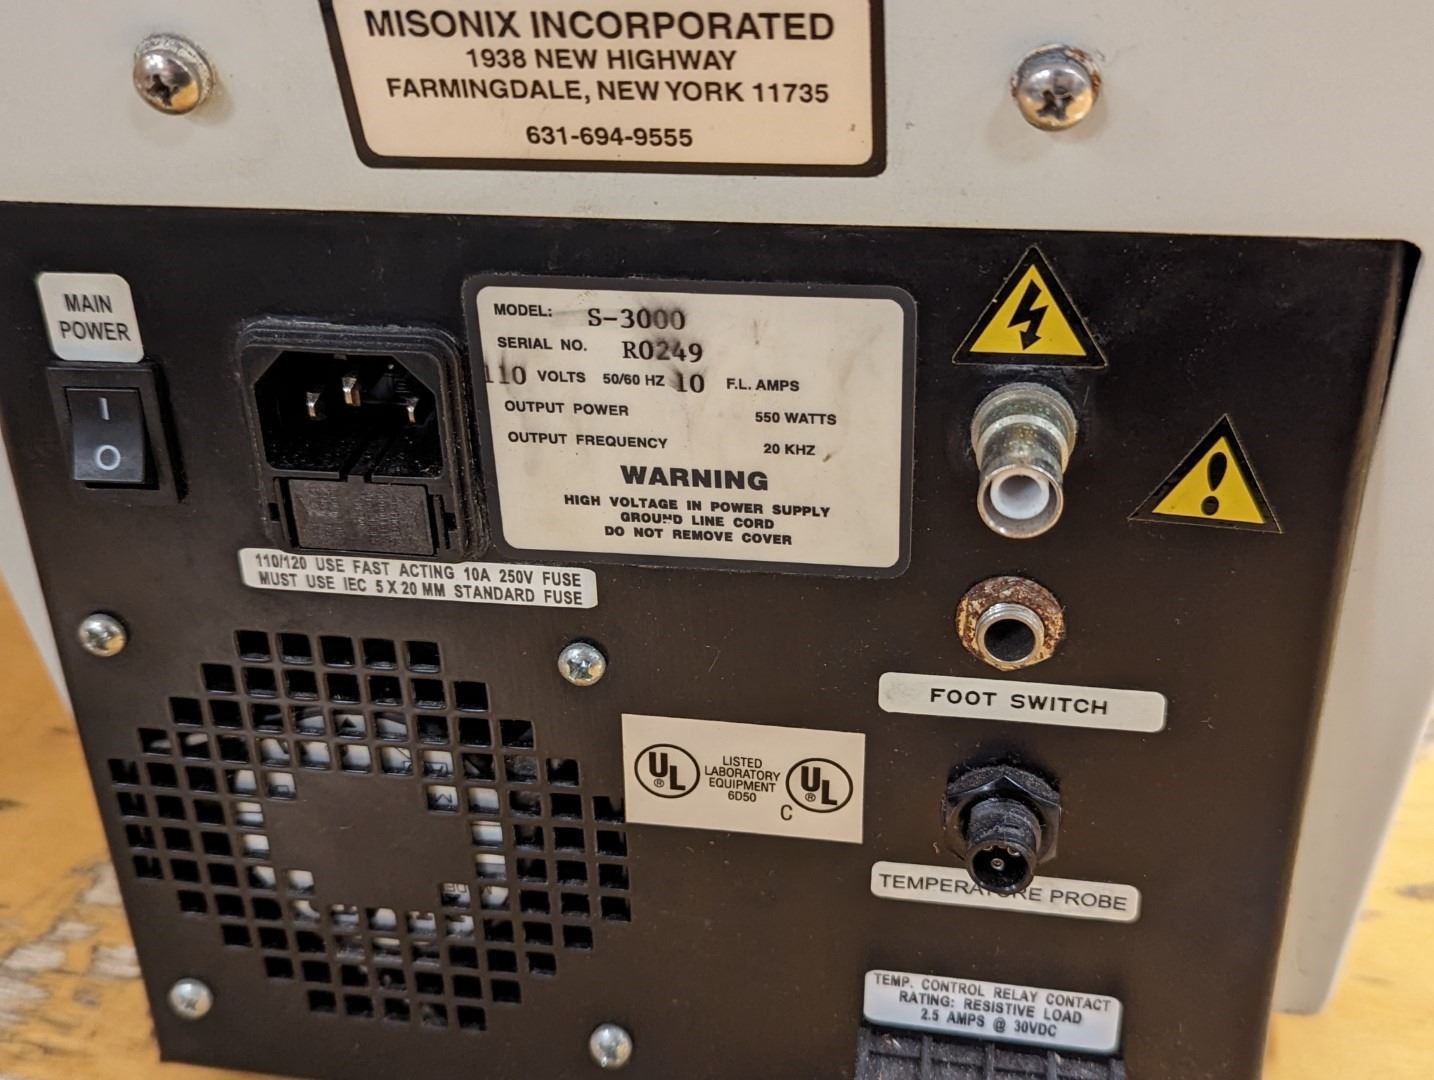 MISONIX INCORPORATED
1938 NEW HIGHWAY
FARMINGDALE, NEW YORK 11735
631-694-9555
MAIN
POWER
I
O
MODEL: S-3000
SERIAL NO. R0249
110 VOLTS 50/60 HZ 10 F.L. AMPS
OUTPUT POWER 550 WATTS
OUTPUT FREQUENCY 20 KHZ
WARNING
HIGH VOLTAGE IN POWER SUPPLY
GROUND LINE CORD
DO NOT REMOVE COVER
110/120 USE FAST ACTING 10A 250V FUSE
MUST USE IEC 5 X 20 MM STANDARD FUSE
!
FOOT SWITCH
UL ®
LISTED
LABORATORY
EQUIPMENT
6D50
C UL ®
TEMPERATURE PROBE
TEMP. CONTROL RELAY CONTACT
RATING: RESISTIVE LOAD
2.5 AMPS @ 30VDC